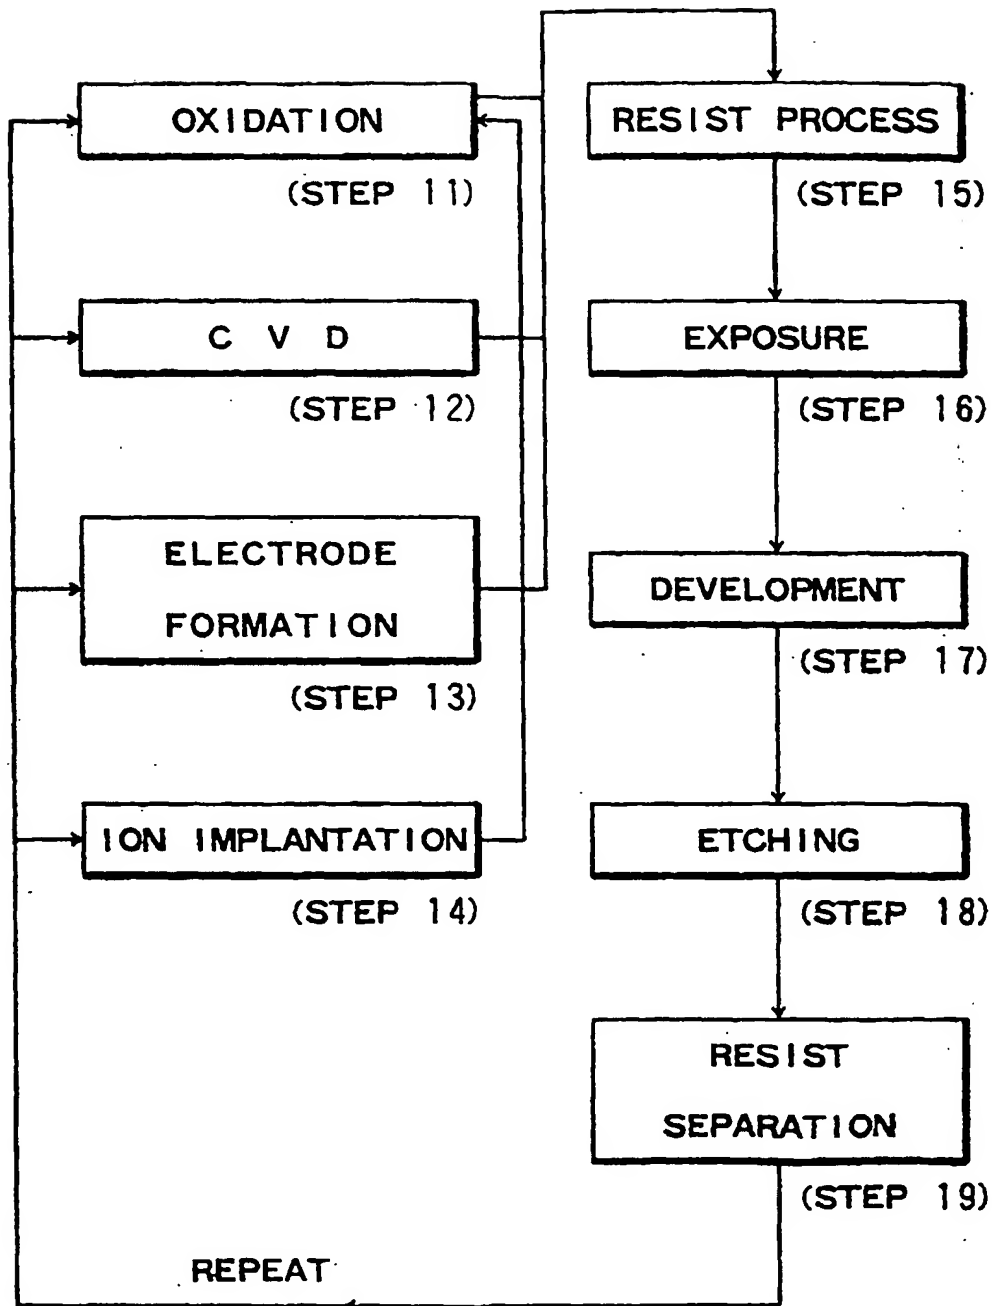 OXIDATION
(STEP 11)
C V D
(STEP 12)
ELECTRODE
FORMATION
(STEP 13)
ION IMPLANTATION
(STEP 14)
RESIST PROCESS
(STEP 15)
EXPOSURE
(STEP 16)
DEVELOPMENT
(STEP 17)
ETCHING
(STEP 18)
RESIST
SEPARATION
(STEP 19)
REPEAT